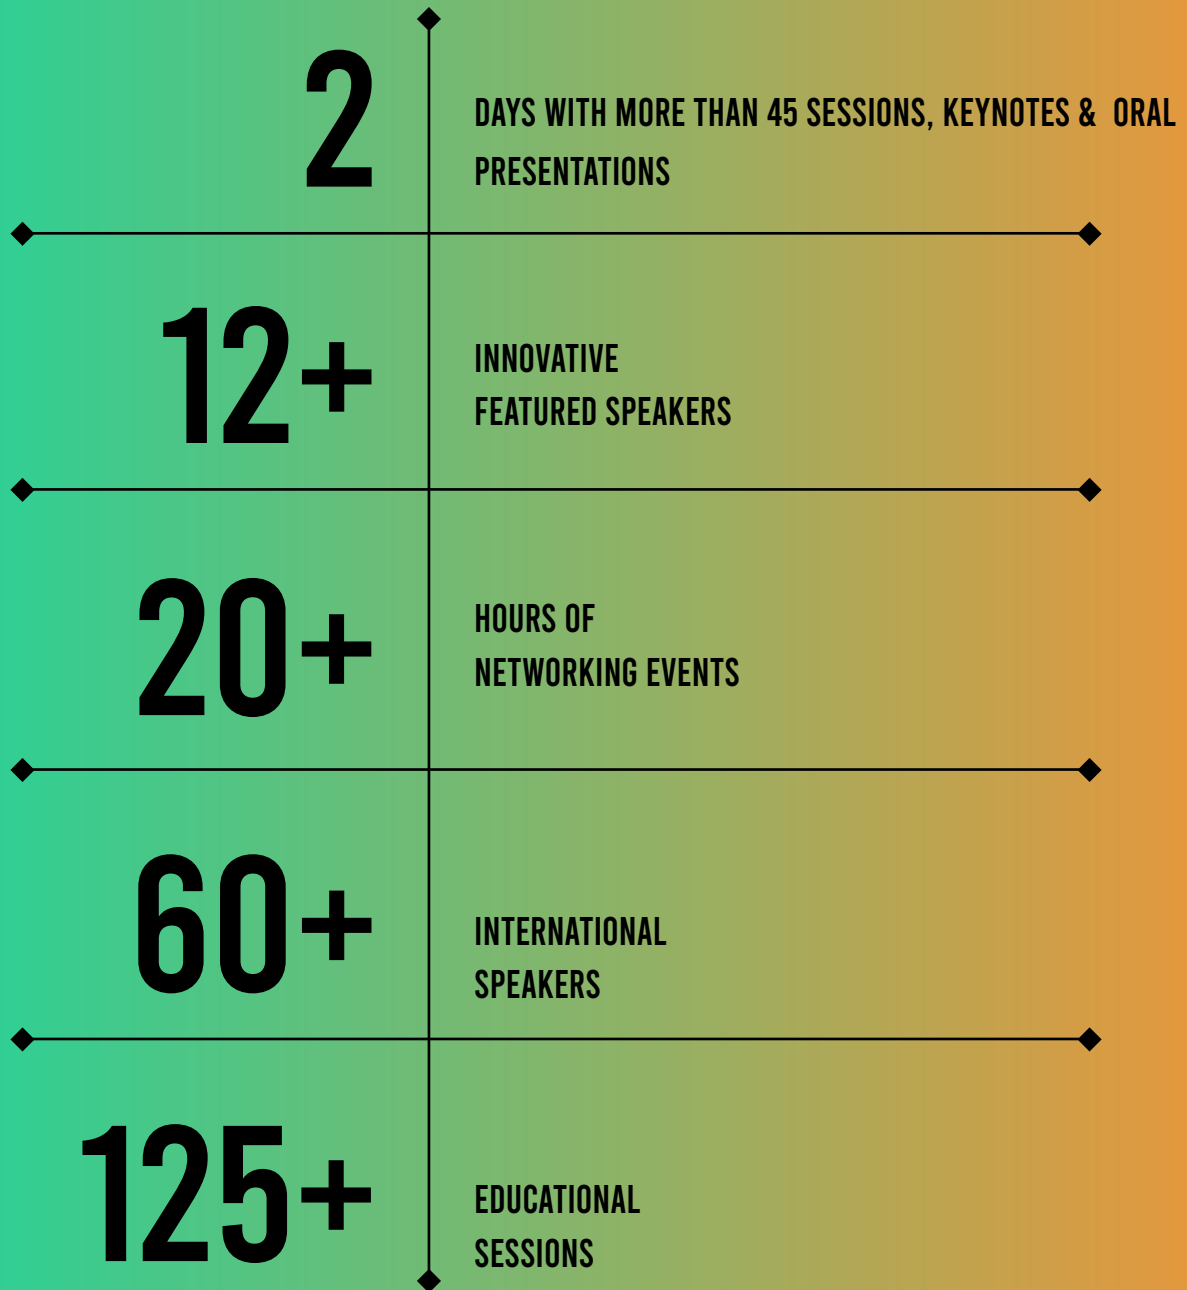 2
DAYS WITH MORE THAN 45 SESSIONS, KEYNOTES & ORAL
PRESENTATIONS
12+
INNOVATIVE
FEATURED SPEAKERS
20+
HOURS OF
NETWORKING EVENTS
60+
INTERNATIONAL
SPEAKERS
125+
EDUCATIONAL
SESSIONS